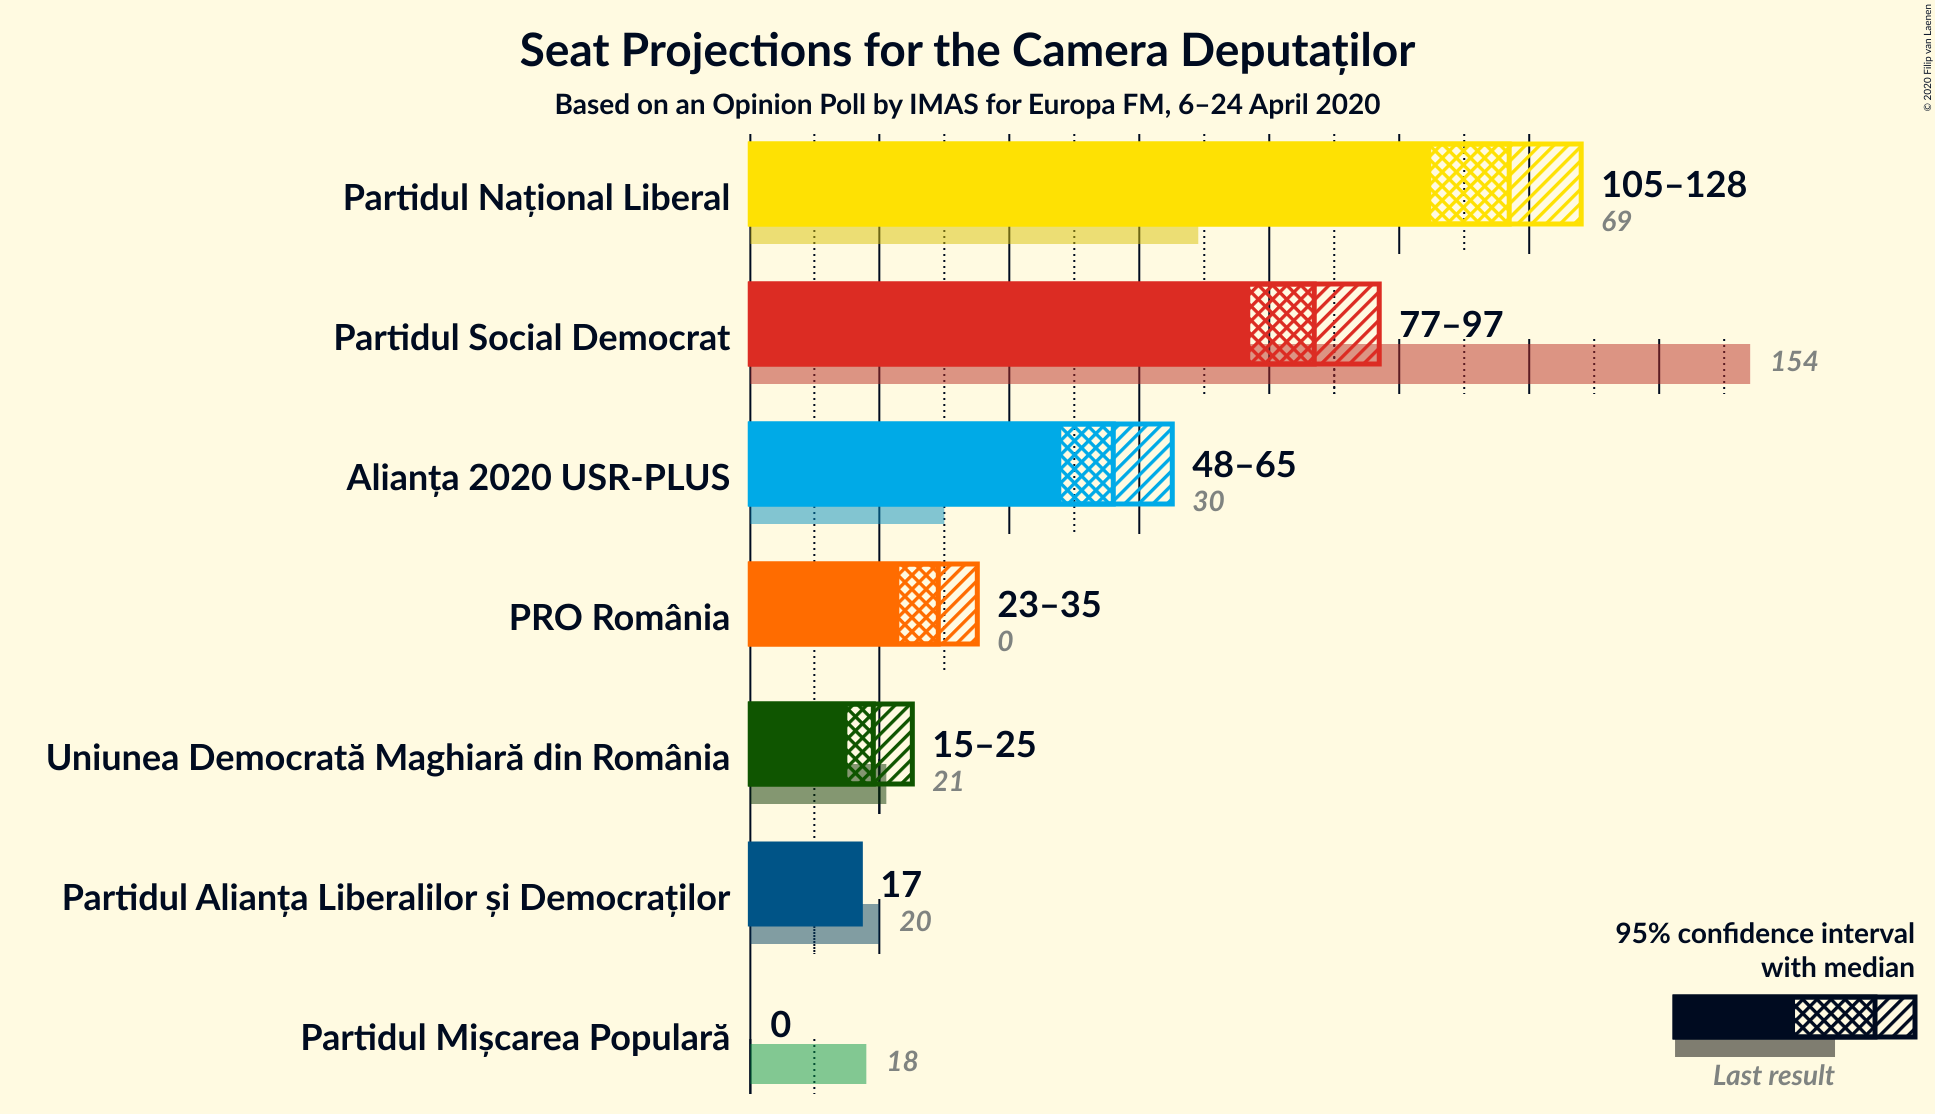 Seat Projections for the Camera Deputaților
Based on an Opinion Poll by IMAS for Europa FM, 6–24 April 2020
© 2020 Filip van Laenen
Partidul Național Liberal
105–128
69
Partidul Social Democrat
77–97
154
Alianța 2020 USR-PLUS
48–65
30
PRO România
23–35
0
Uniunea Democrată Maghiară din România
15–25
21
Partidul Alianța Liberalilor și Democraților
17
20
Partidul Mișcarea Populară
0
18
95% confidence interval
with median
Last result